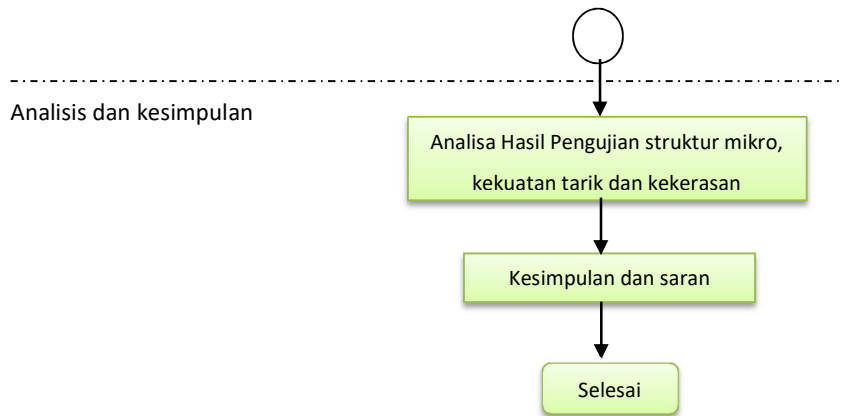 Analisis dan kesimpulan
Analisa Hasil Pengujian struktur mikro,
kekuatan tarik dan kekerasan
Kesimpulan dan saran
Selesai